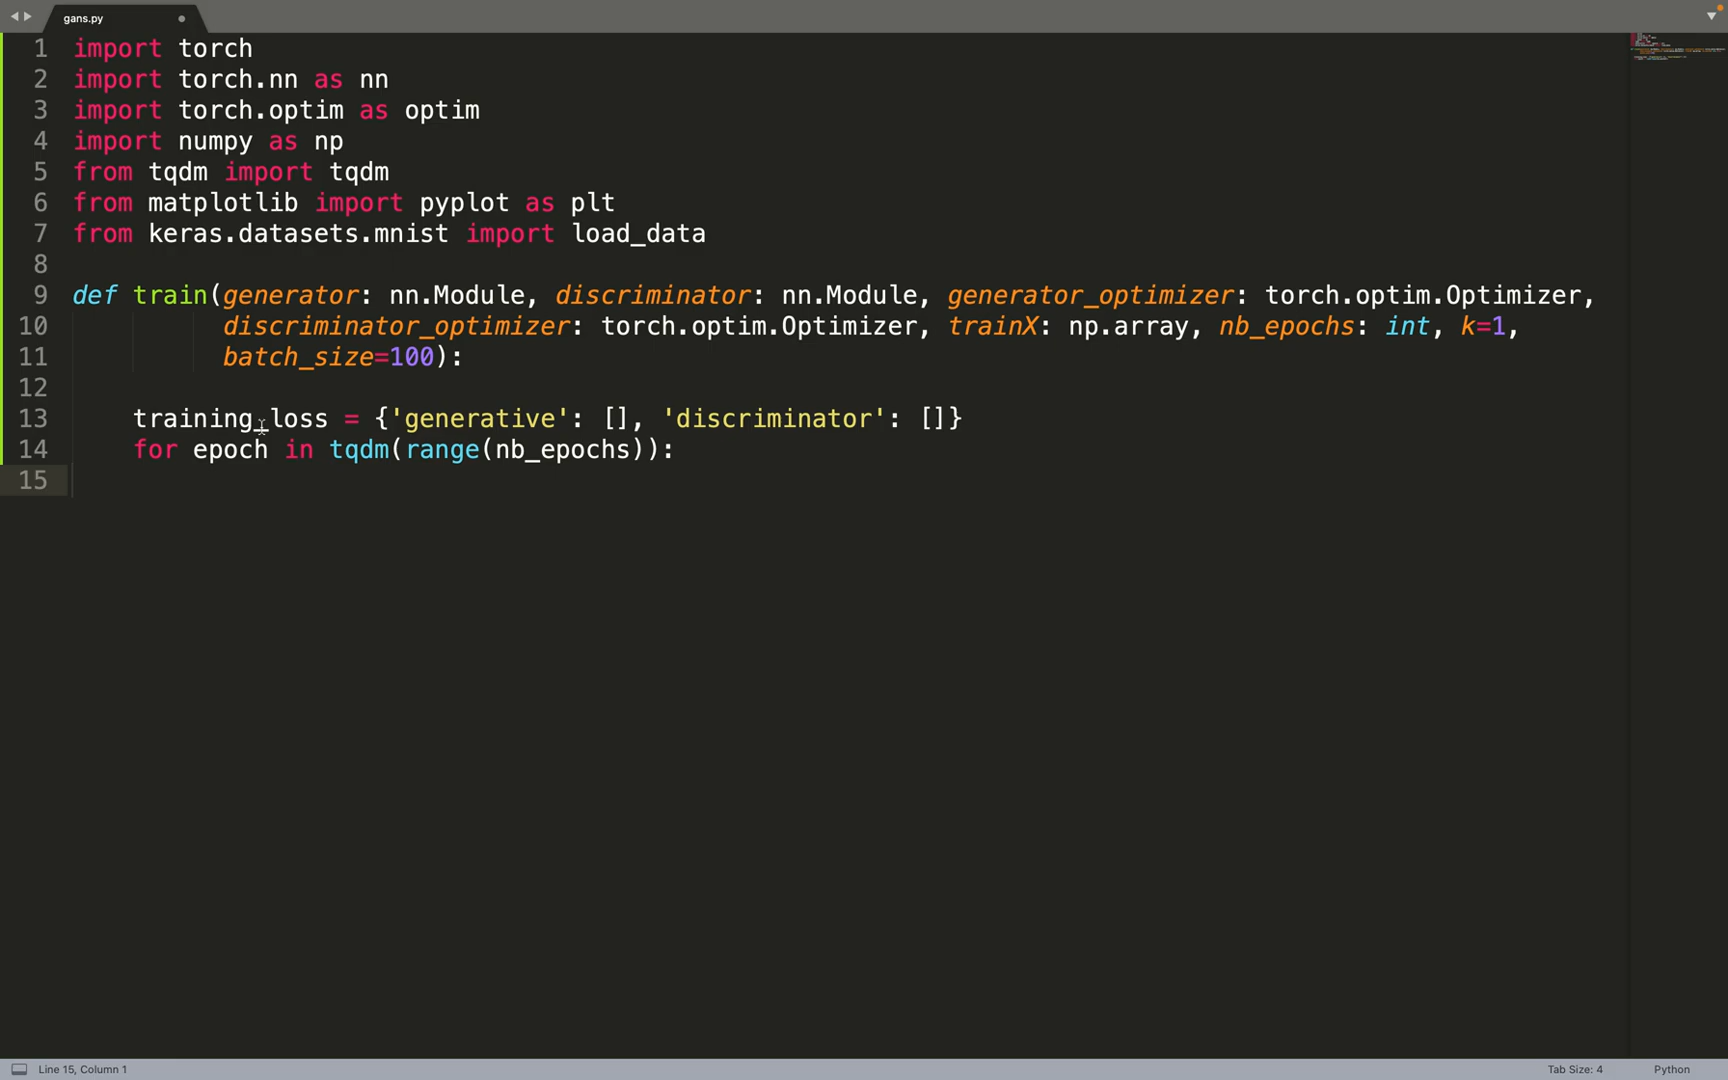 gans.py
1 import torch
2 import torch.nn as nn
3 import torch.optim as optim
4 import numpy as np
5 from tqdm import tqdm
6 from matplotlib import pyplot as plt
7 from keras.datasets.mnist import load_data
8
9 def train(generator: nn.Module, discriminator: nn.Module, generator_optimizer: torch.optim.Optimizer,
10 discriminator_optimizer: torch.optim.Optimizer, trainX: np.array, nb_epochs: int, k=1,
11 batch_size=100):
12
13 training_loss = {'generative': [], 'discriminator': []}
14 for epoch in tqdm(range(nb_epochs)):
15
Line 15, Column 1 Tab Size: 4 Python